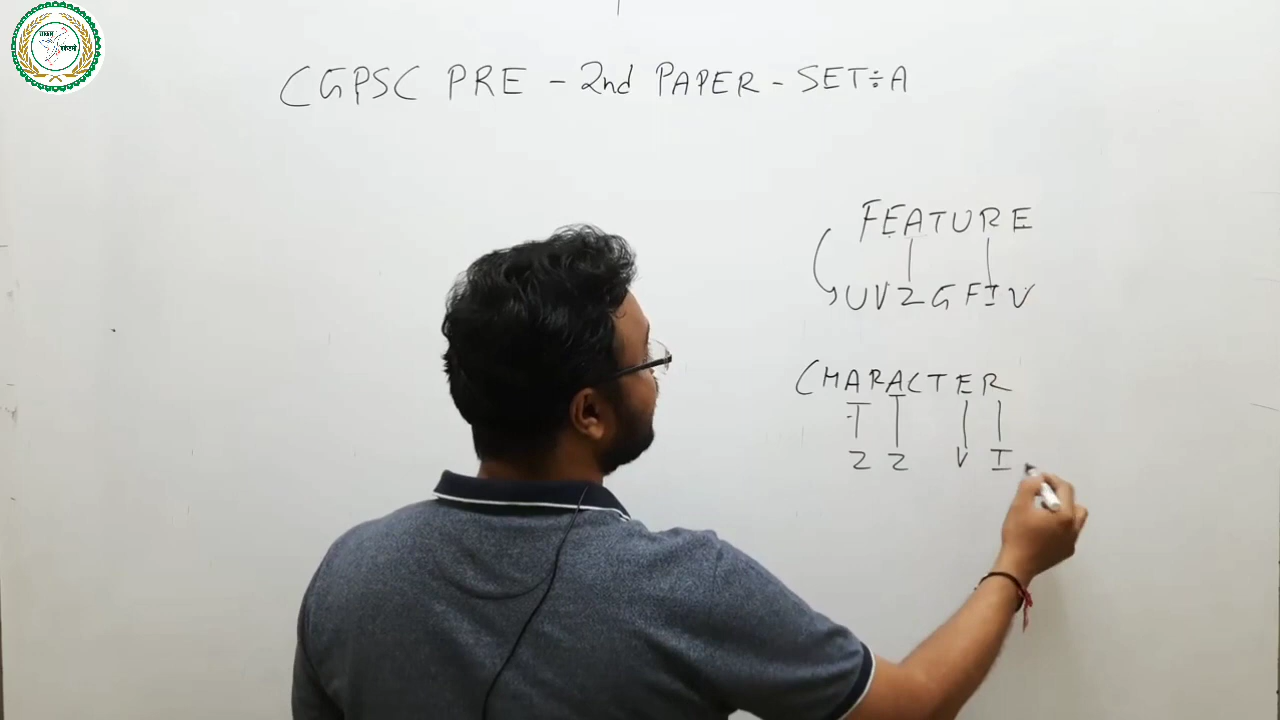 CGPSC PRE - 2nd PAPER - SET÷A
FEATURE
UVZGFIV
CHARACTER
Z Z V I